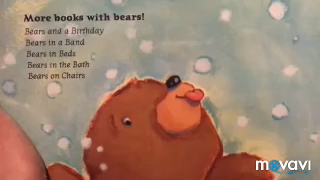 More books with bears!
Bears and a Birthday
Bears in a Band
Bears in Beds
Bears in the Bath
Bears on Chairs
movavi